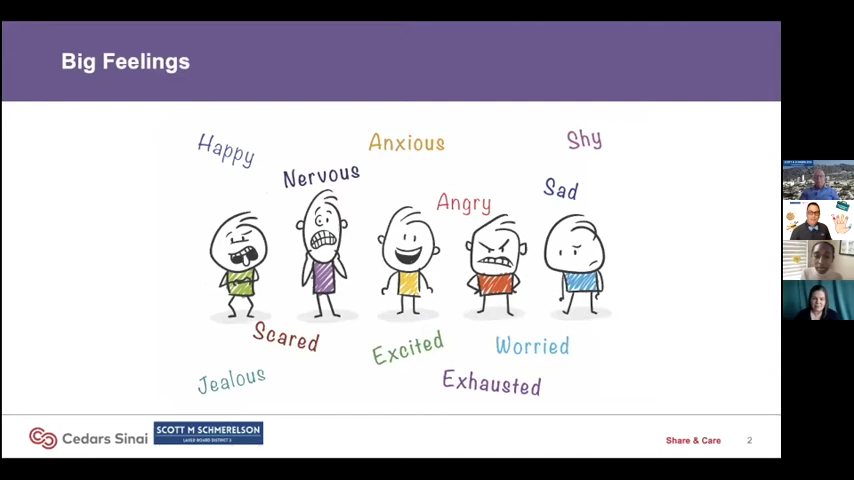 Big Feelings
Happy
Anxious
Shy
Nervous
Sad
Angry
Scared
Excited
Worried
Jealous
Exhausted
Cedars Sinai
SCOTT M SCHMERELSON
Share & Care
2